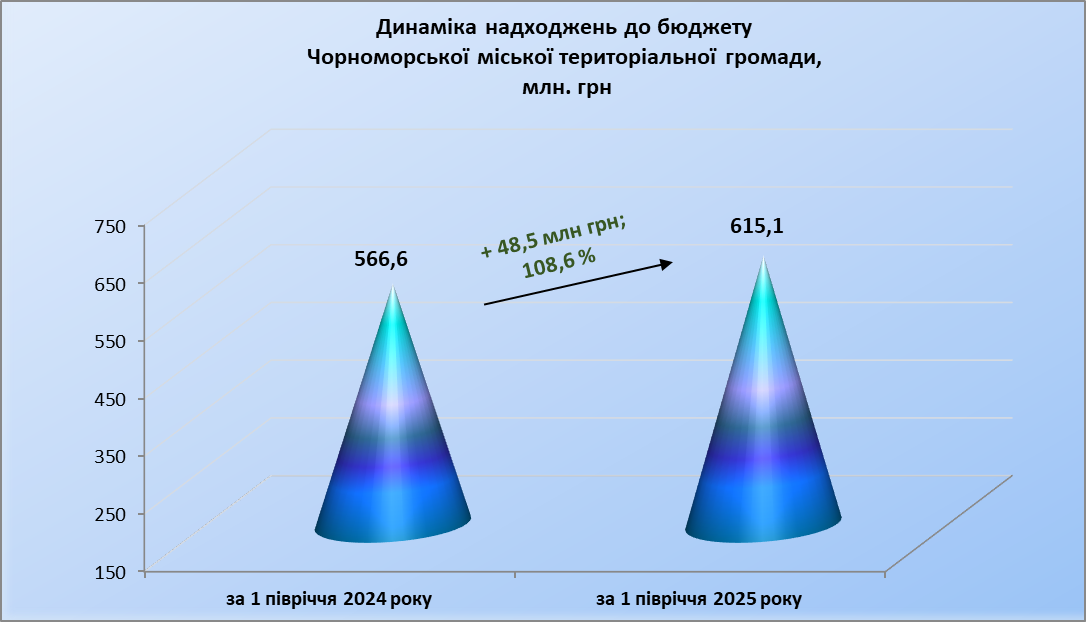 Динаміка надходжень до бюджету
Чорноморської міської територіальної громади,
млн. грн
750
650
550
450
350
250
150
566,6
+ 48,5 млн грн;
108,6 %
615,1
за 1 півріччя 2024 року
за 1 півріччя 2025 року